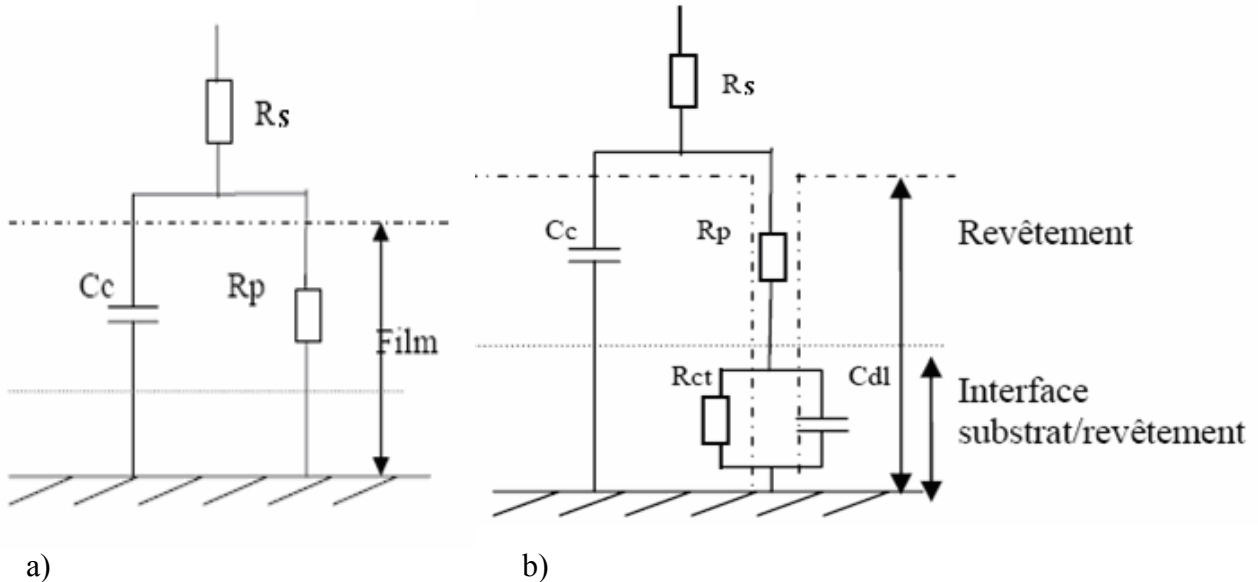 Rs
Cc
Rp
Film
a)
Rs
Cc
Rp
Revêtement
Rct
Cdl
Interface
substrat/revêtement
b)